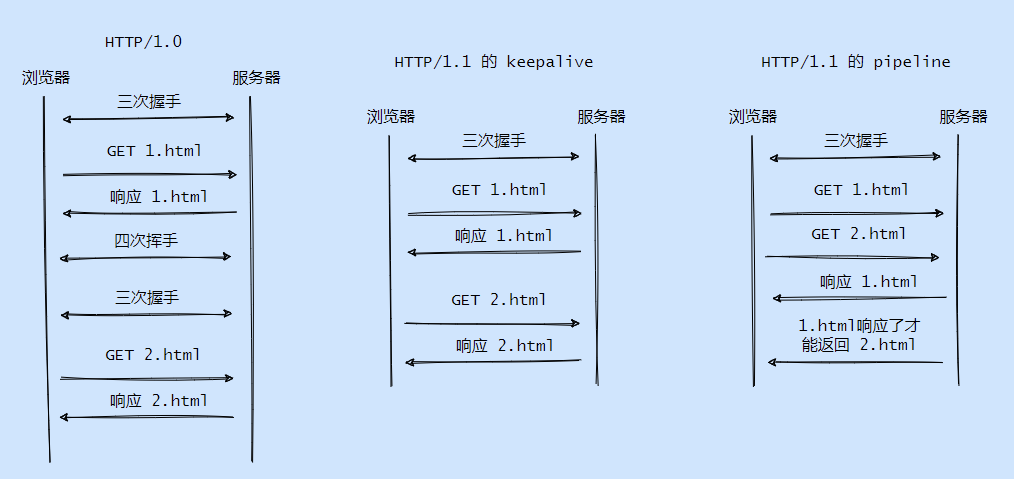 HTTP/1.0
浏览器
服务器
三次握手
GET 1.html
响应 1.html
四次挥手
三次握手
GET 2.html
响应 2.html
HTTP/1.1 的 keepalive
浏览器
服务器
三次握手
GET 1.html
响应 1.html
GET 2.html
响应 2.html
HTTP/1.1 的 pipeline
浏览器
服务器
三次握手
GET 1.html
GET 2.html
响应 1.html
1.html响应了才
能返回 2.html